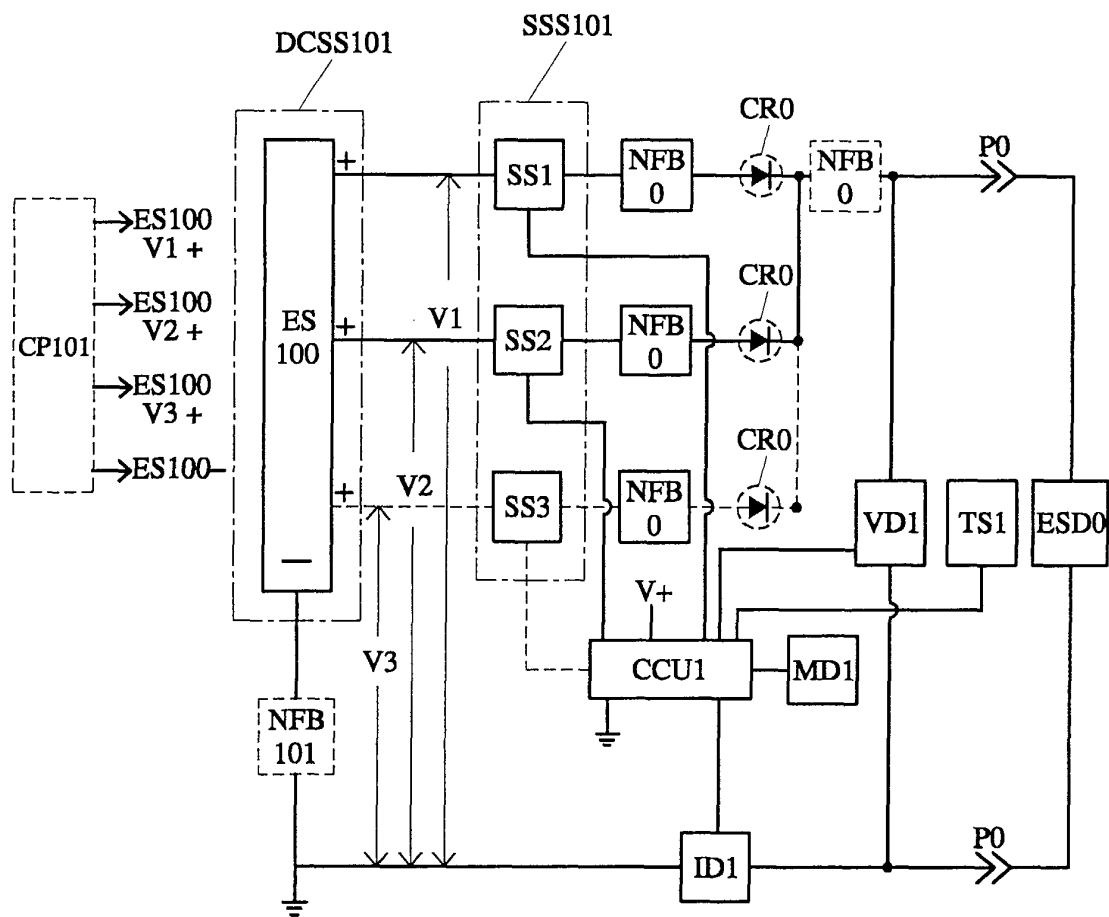 DCSS101
SSS101
CR0
P0
+
SS1
NFB
0
NFB
0
ES100
V1 +
ES100
V2 +
ES100
V3 +
ES100-
CP101
ES
100
+
V1
SS2
NFB
0
CR0
+
V2
SS3
NFB
0
CR0
VD1
TS1
ESD0
V+
V3
CCU1
MD1
NFB
101
ID1
P0
—